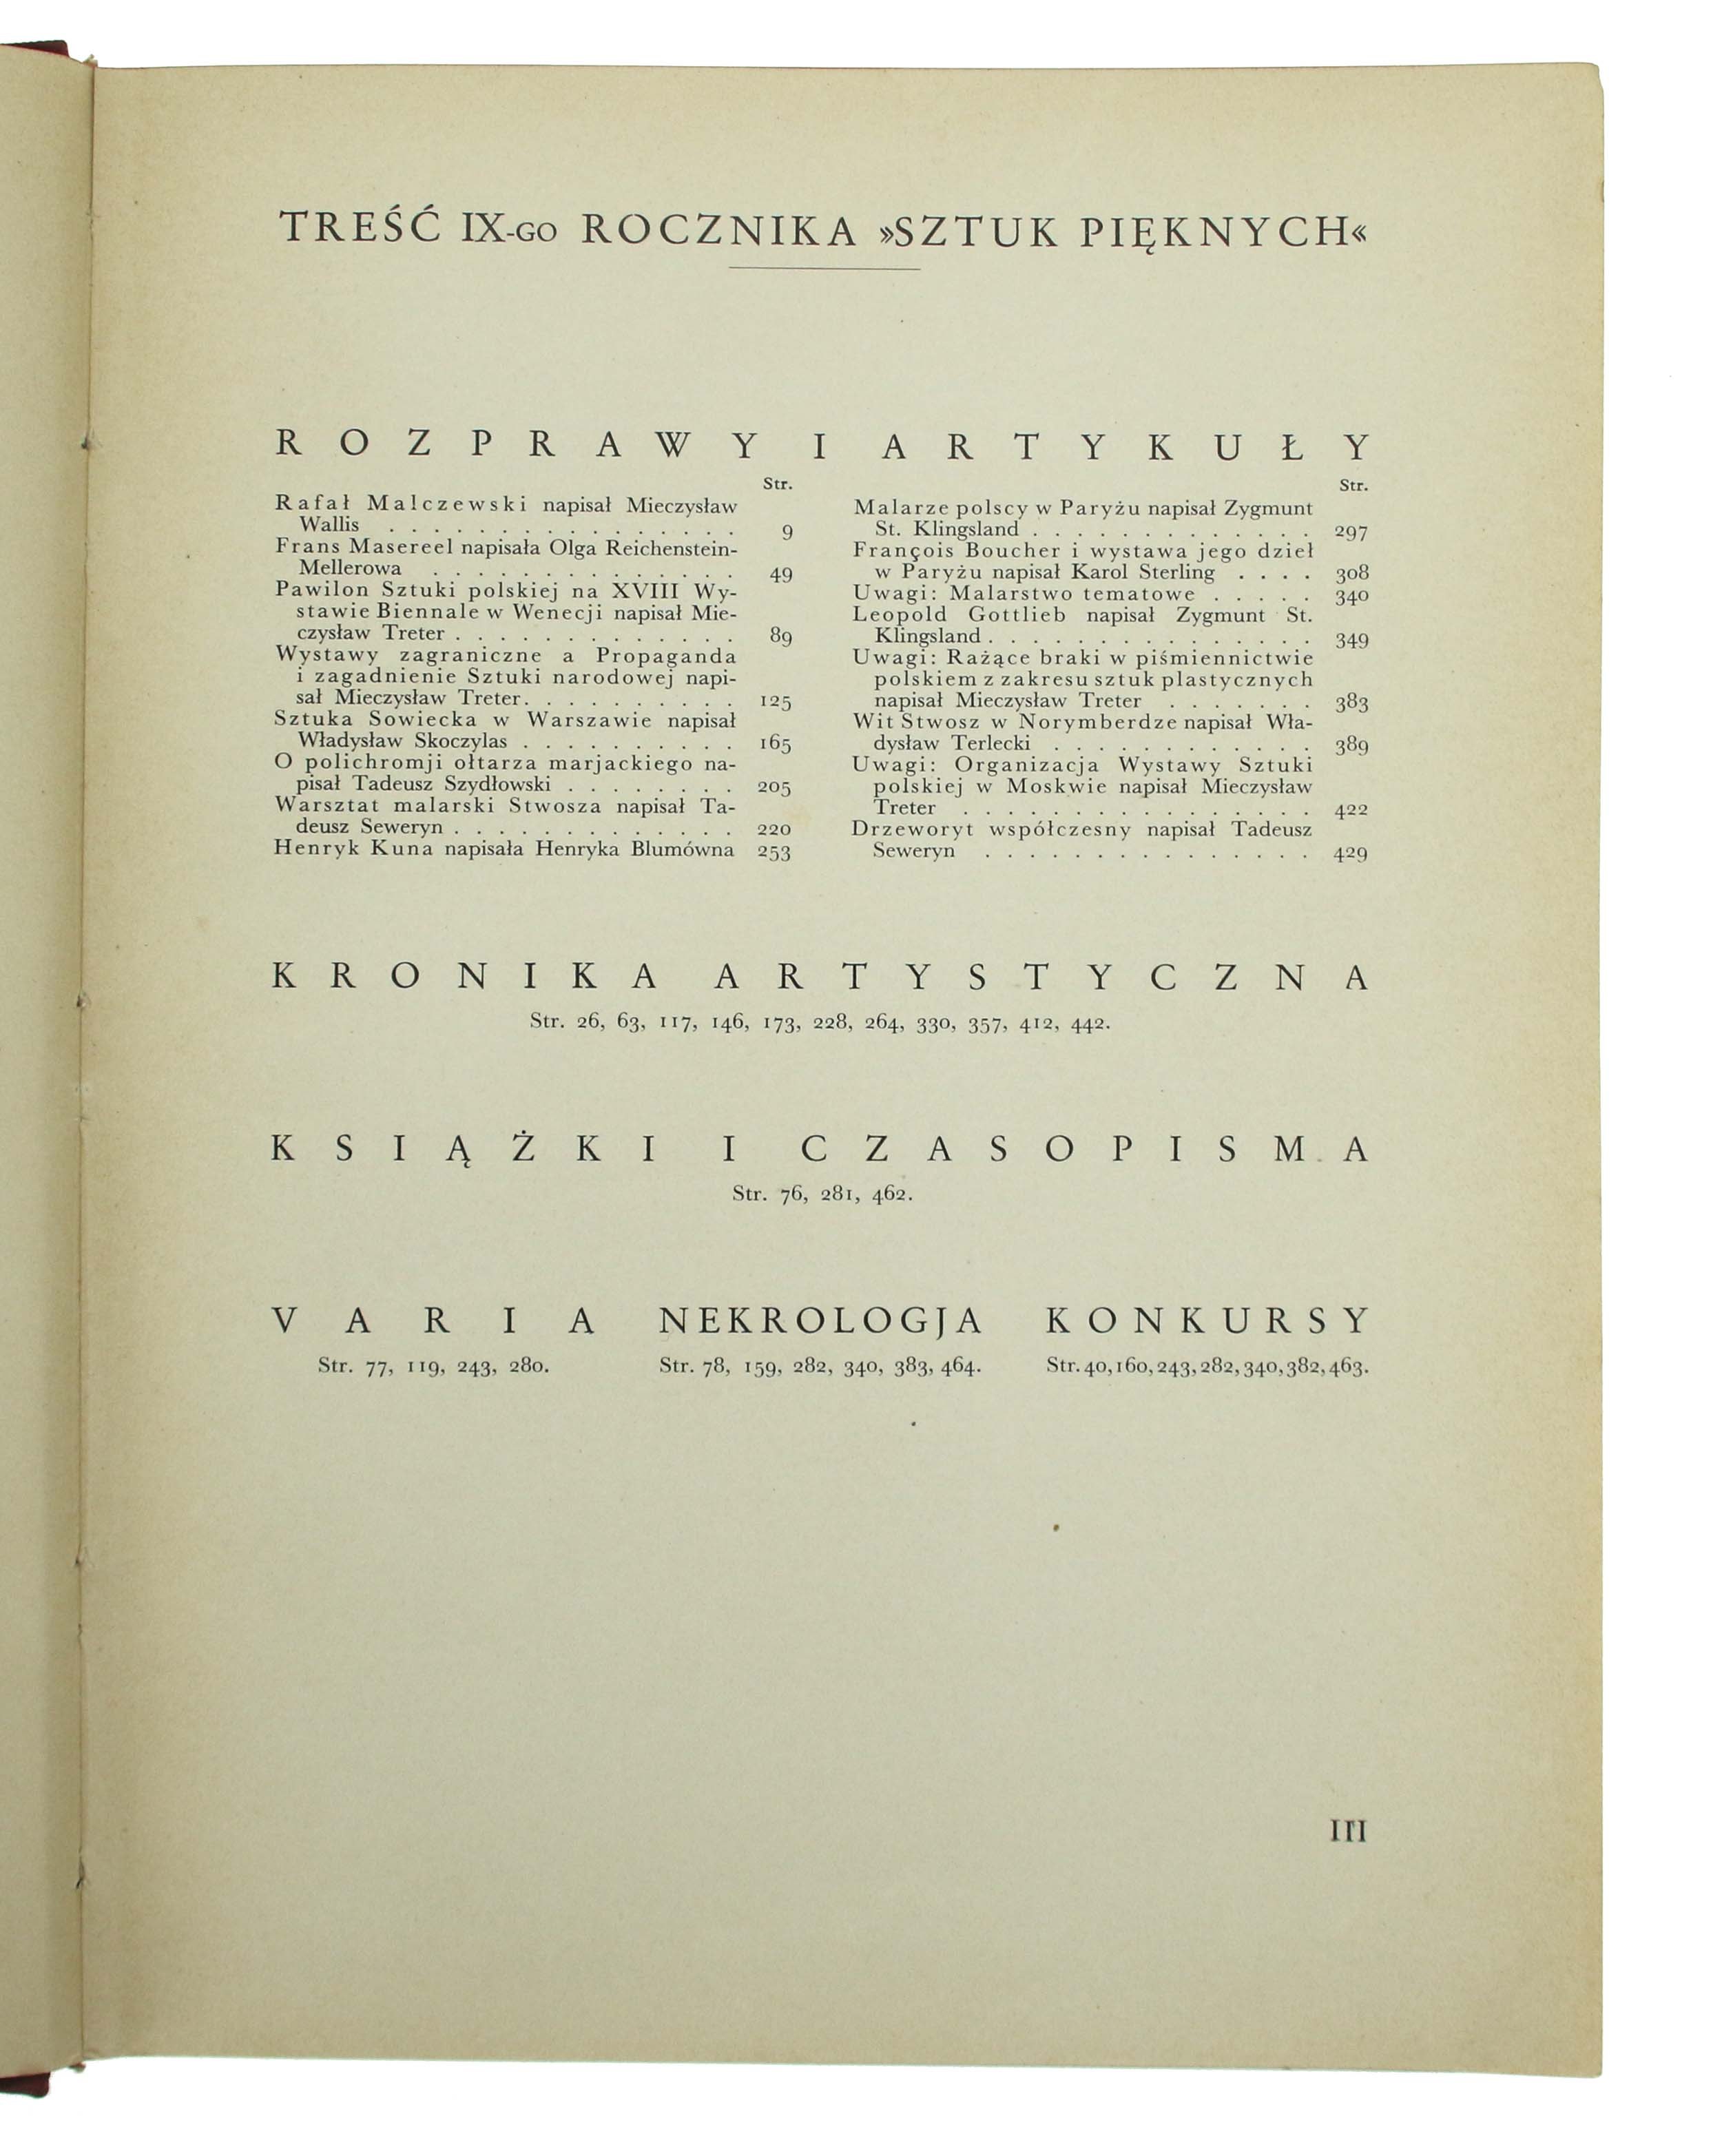 TREŚĆ IX-GO ROCZNIKA »SZTUK PIĘKNYCH«
ROZPRAWY I ARTYKUŁY
Str.
Rafał Malczewski napisał Mieczysław
Wallis . . . . . . . . . . . . . . . . 9
Frans Masereel napisała Olga Reichenstein-
Mellerowa . . . . . . . . . . . . . . 49
Pawilon Sztuki polskiej na XVIII Wy-
stawie Biennale w Wenecji napisał Mie-
czysław Treter . . . . . . . . . . . . . 89
Wystawy zagraniczne a Propaganda
i zagadnienie Sztuki narodowej napi-
sał Mieczysław Treter. . . . . . . . . . 125
Sztuka Sowiecka w Warszawie napisał
Władysław Skoczylas . . . . . . . . . . 165
O polichromji ołtarza marjackiego na-
pisał Tadeusz Szydłowski . . . . . . . . 205
Warsztat malarski Stwosza napisał Ta-
deusz Seweryn . . . . . . . . . . . . . 220
Henryk Kuna napisała Henryka Blumówna 253
Str.
Malarze polscy w Paryżu napisał Zygmunt
St. Klingsland . . . . . . . . . . . . . 297
François Boucher i wystawa jego dzieł
w Paryżu napisał Karol Sterling . . . . 308
Uwagi: Malarstwo tematowe . . . . . 340
Leopold Gottlieb napisał Zygmunt St.
Klingsland . . . . . . . . . . . . . . . 349
Uwagi: Rażące braki w piśmiennictwie
polskiem z zakresu sztuk plastycznych
napisał Mieczysław Treter . . . . . . . 383
Wit Stwosz w Norymberdze napisał Wła-
dysław Terlecki . . . . . . . . . . . . 389
Uwagi: Organizacja Wystawy Sztuki
polskiej w Moskwie napisał Mieczysław
Treter . . . . . . . . . . . . . . . . 422
Drzeworyt współczesny napisał Tadeusz
Seweryn . . . . . . . . . . . . . . . 429
KRONIKA ARTYSTYCZNA
Str. 26, 63, 117, 146, 173, 228, 264, 330, 357, 412, 442.
KSIĄŻKI I CZASOPISMA
Str. 76, 281, 462.
VARIA
Str. 77, 119, 243, 280.
NEKROLOGJA
Str. 78, 159, 282, 340, 383, 464.
KONKURSY
Str. 40, 160, 243, 282, 340, 382, 463.
III